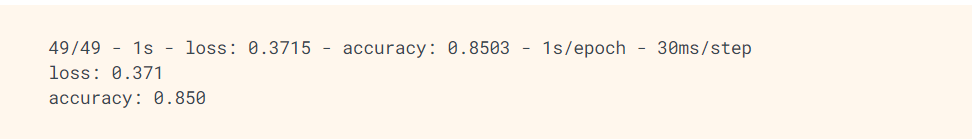 49/49 - 1s - loss: 0.3715 - accuracy: 0.8503 - 1s/epoch - 30ms/step
loss: 0.371
accuracy: 0.850